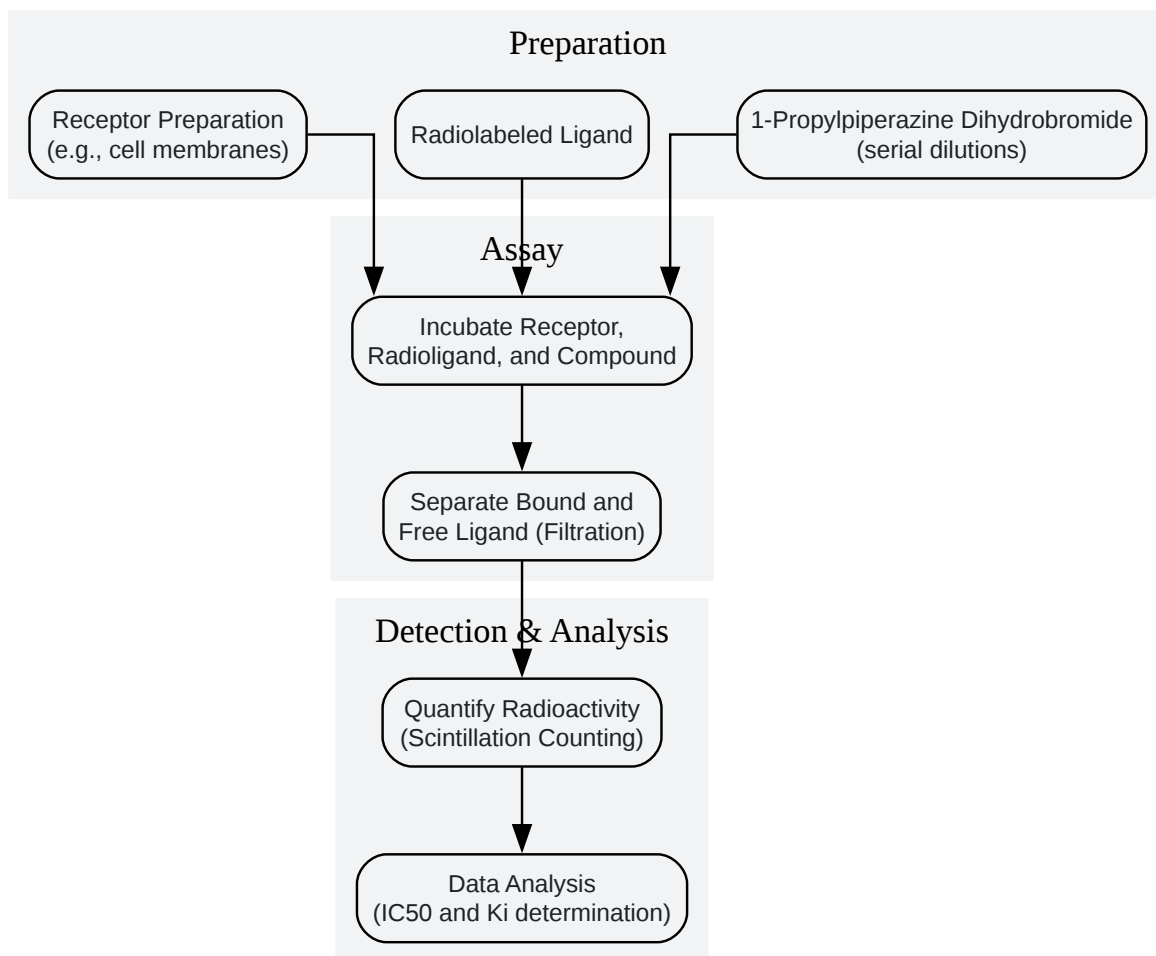 Preparation
Receptor Preparation
(e.g., cell membranes)
Radiolabeled Ligand
1-Propylpiperazine Dihydrobromide
(serial dilutions)
Assay
Incubate Receptor,
Radioligand, and Compound
Separate Bound and
Free Ligand (Filtration)
Detection & Analysis
Quantify Radioactivity
(Scintillation Counting)
Data Analysis
(IC50 and Ki determination)